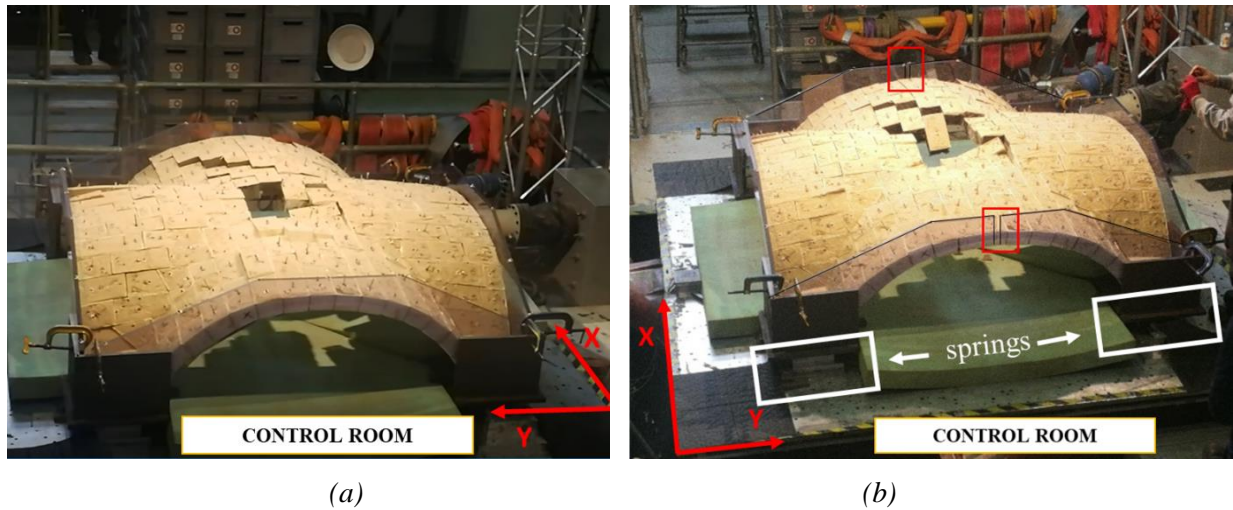 X
Y
CONTROL ROOM
X
springs
Y
CONTROL ROOM
(a)
(b)